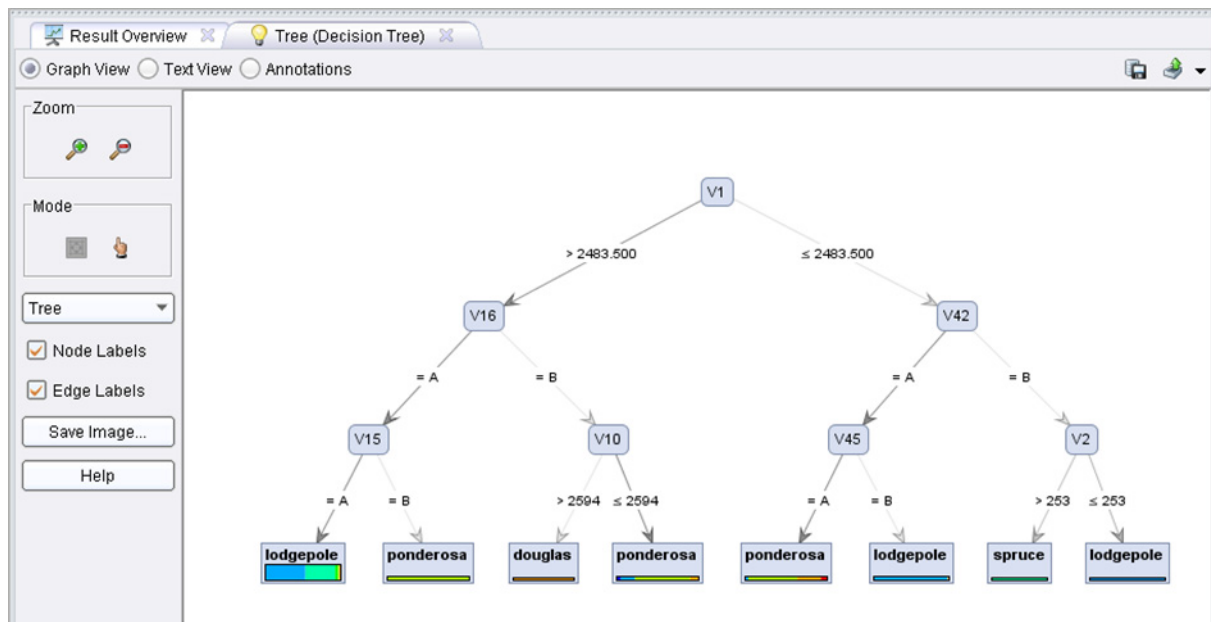 Result Overview
Tree (Decision Tree)
Graph View
Text View
Annotations
Zoom
Mode
Tree
Node Labels
Edge Labels
Save Image...
Help
V1
> 2483.500
≤ 2483.500
V16
V42
= A
= B
= A
= B
V15
V10
V45
V2
= A
= B
> 2594
≤ 2594
= A
= B
> 253
≤ 253
lodgepole
ponderosa
douglas
ponderosa
ponderosa
lodgepole
spruce
lodgepole